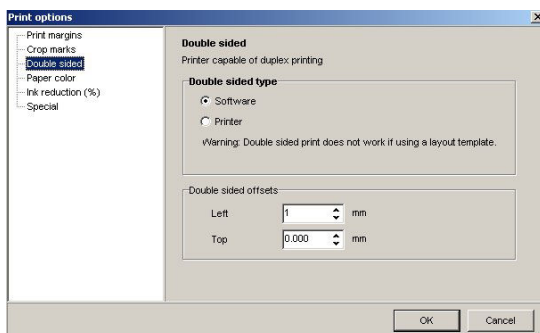 Print options
Print margins
Crop marks
Double sided
Paper color
Ink reduction (%)
Special
Double sided
Printer capable of duplex printing
Double sided type
Software
Printer
Warning: Double sided print does not work if using a layout template.
Double sided offsets
Left 1 mm
Top 0.000 mm
OK Cancel